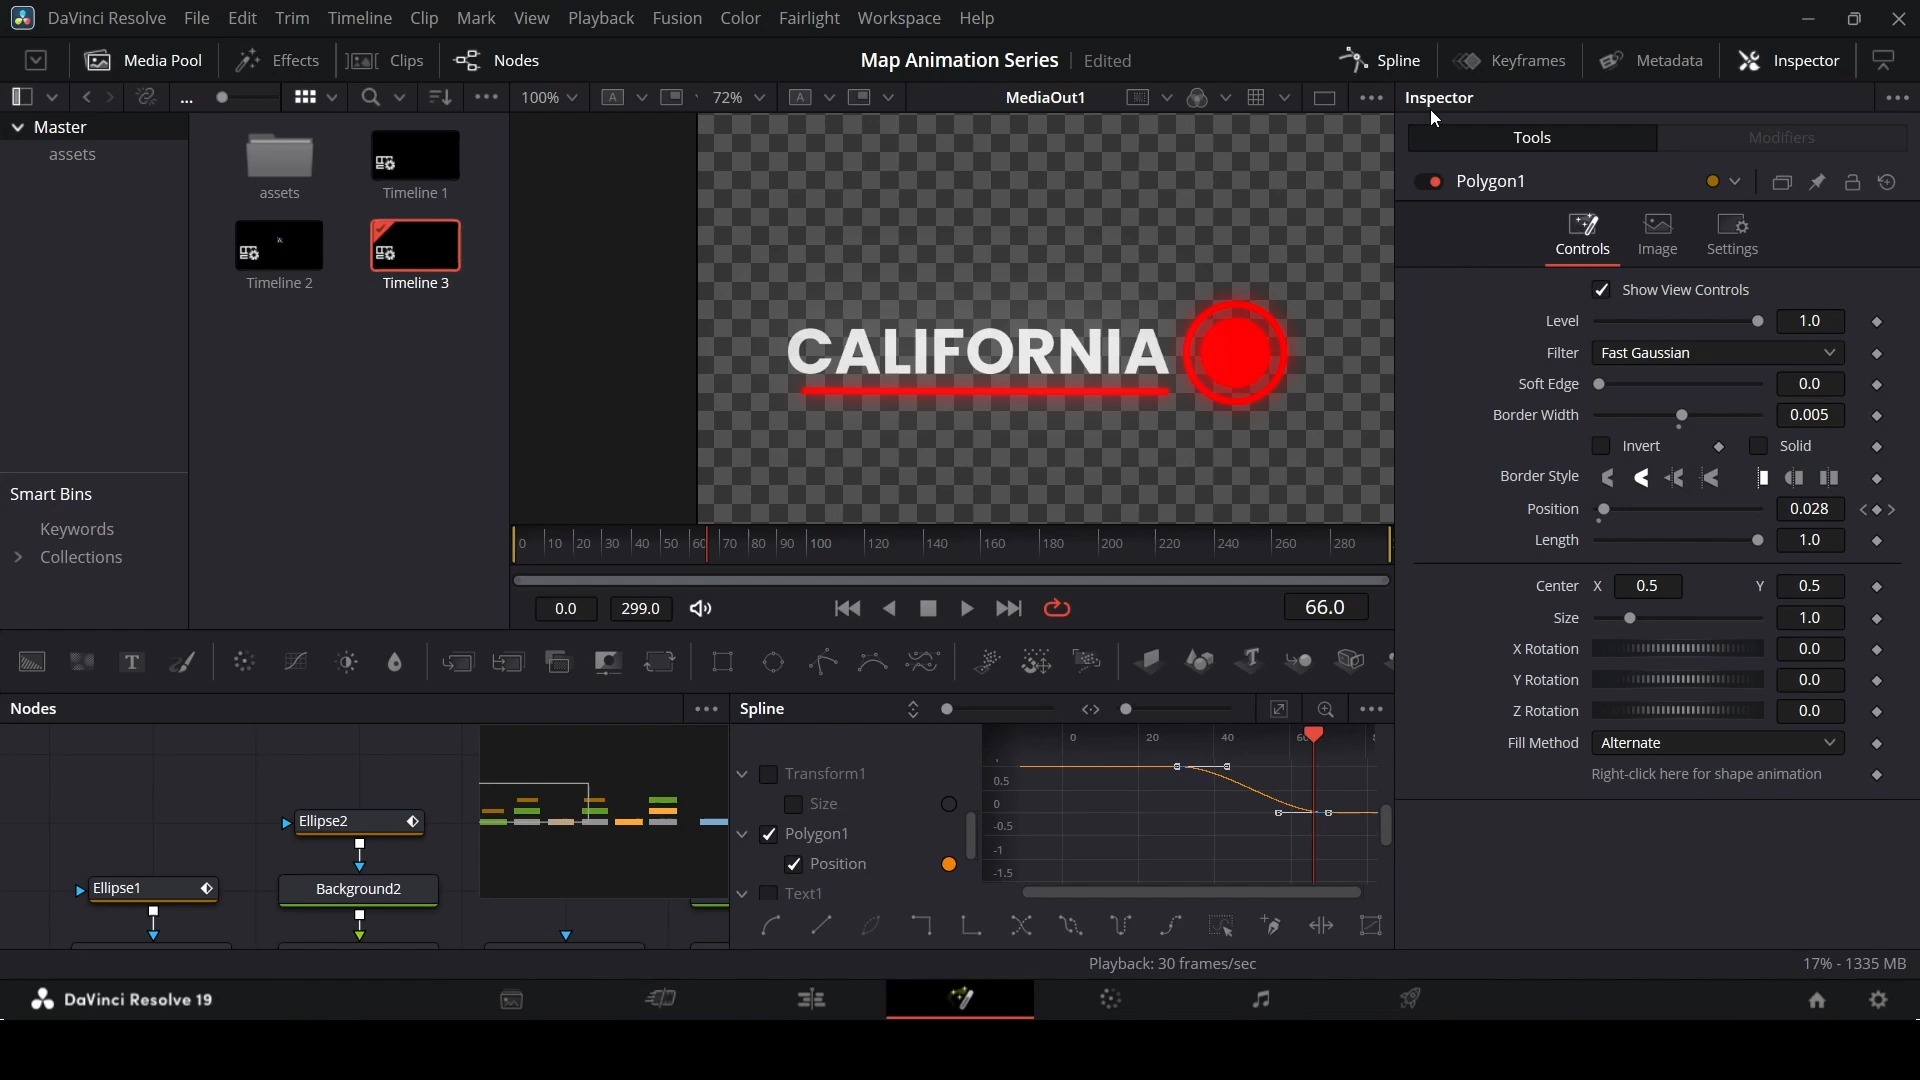 DaVinci Resolve File Edit Trim Timeline Clip Mark View Playback Fusion Color Fairlight Workspace Help
Media Pool Effects Clips Nodes Map Animation Series Edited Spline Keyframes Metadata Inspector
... 100% A 72% A MediaOut1 Inspector
Master
assets
assets
Timeline 1
Timeline 2
Timeline 3
Smart Bins
Keywords
Collections
CALIFORNIA
0 10 20 30 40 50 60 70 80 90 100 120 140 160 180 200 220 240 260 280
0.0 299.0 66.0
Tools Modifiers
Polygon1
Controls Image Settings
Show View Controls
Level 1.0
Filter Fast Gaussian
Soft Edge 0.0
Border Width 0.005
Invert Solid
Border Style
Position 0.028
Length 1.0
Center X 0.5 Y 0.5
Size 1.0
X Rotation 0.0
Y Rotation 0.0
Z Rotation 0.0
Fill Method Alternate
Right-click here for shape animation
T T
Nodes
Ellipse2
Ellipse1
Background2
Spline
Transform1
Size
Polygon1
Position
Text1
0 20 40
0.5
0
-0.5
-1
-1.5
Playback: 30 frames/sec 17% - 1335 MB
DaVinci Resolve 19